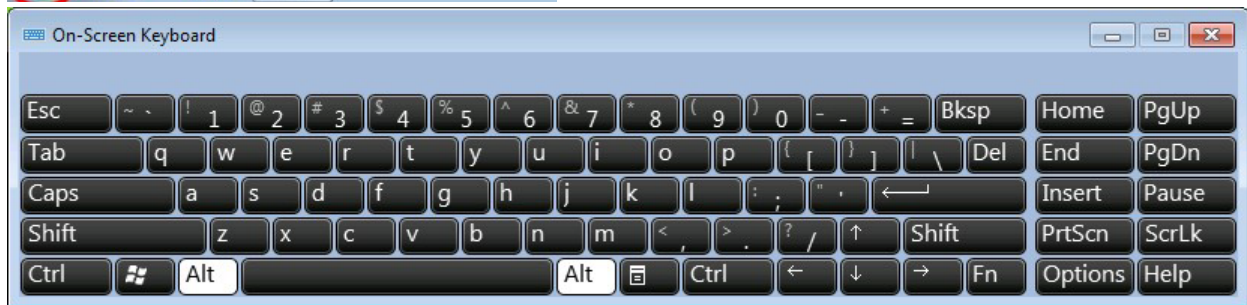 On-Screen Keyboard
Esc ~ ` ! 1 @ 2 # 3 $ 4 % 5 ^ 6 & 7 * 8 ( 9 ) 0 - - + = Bksp Home PgUp
Tab q w e r t y u i o p { [ } ] | \ Del End PgDn
Caps a s d f g h j k l : ; " ' Insert Pause
Shift z x c v b n m < , > . ? / ↑ Shift PrtScn ScrLk
Ctrl Alt Alt Ctrl ← ↓ → Fn Options Help